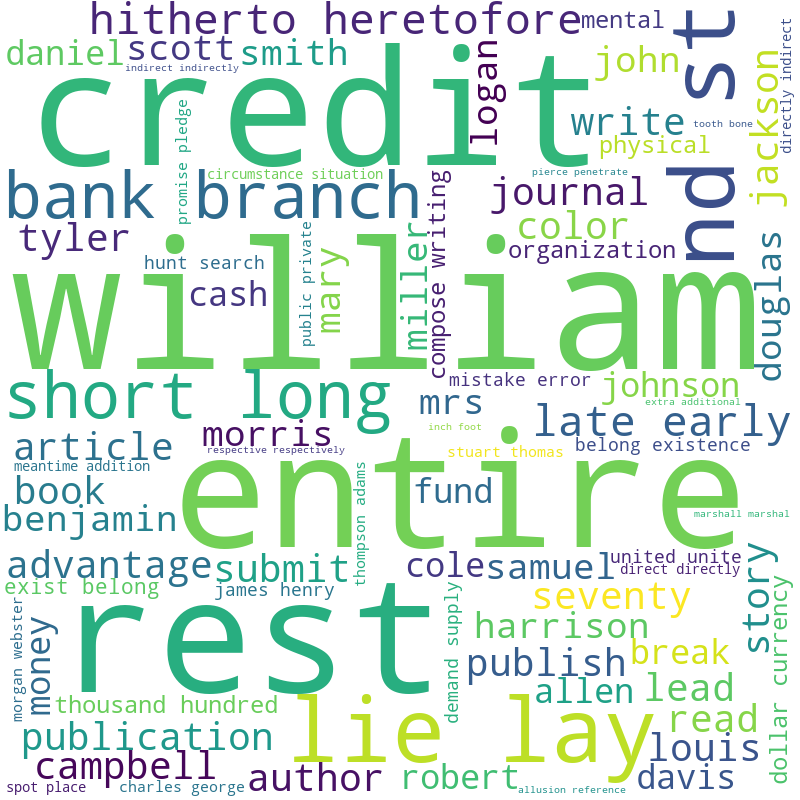 hitherto heretofore
mental
daniel
scott
smith
indirect indirectly
credit
john
logan
nd st
directly indirect
jackson
write
tooth bone
physical
promise pledge
circumstance situation
pierce penetrate
bank branch
journal
compose writing
color
tyler
organization
hunt search
public private
mary
miller
cash
william
douglas
short long
mistake error
johnson
mrs
extra additional
late early
inch foot
morris
article
respective respectively
stuart thomas
belong existence
meantime addition
entire
book
thompson adams
fund
benjamin
marshall marshal
advantage
submit
cole
samuel
united unite
direct directly
exist belong
james henry
rest
seventy
story
morgan webster
money
demand supply
harrison
dollar currency
publish
break
allen
lead
thousand hundred
lie lay
read
publication
louis
campbell
author
robert
davis
spot place
charles george
allusion reference